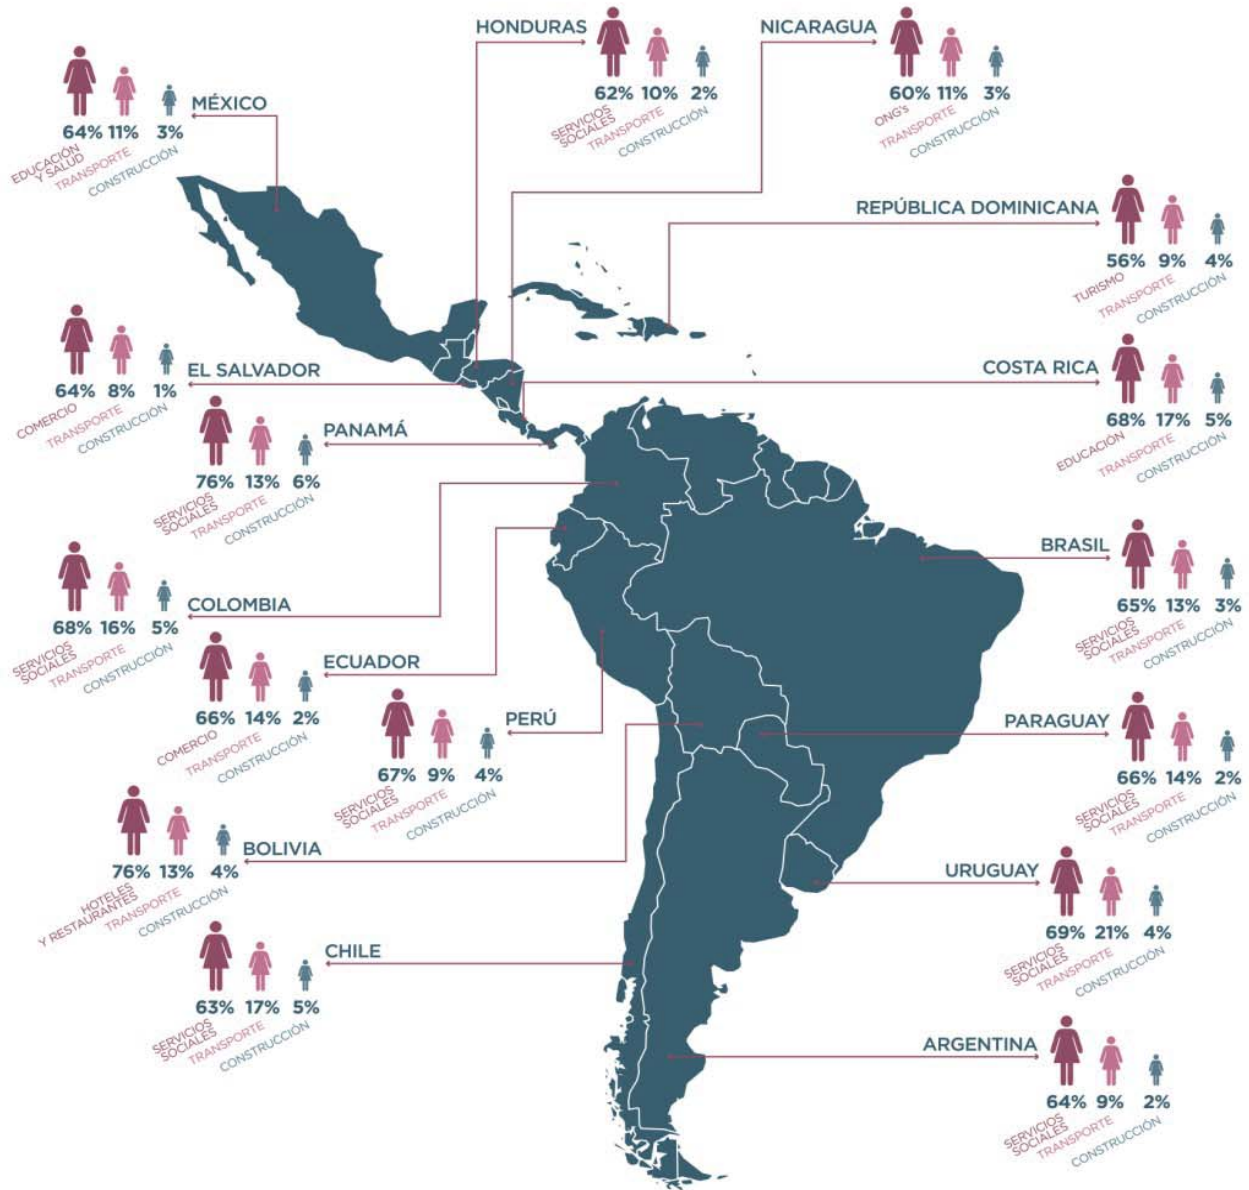 HONDURAS
62% 10% 2%
SERVICIOS
SOCIALES
TRANSPORTE
CONSTRUCCIÓN
NICARAGUA
60% 11% 3%
ONG's
TRANSPORTE
CONSTRUCCIÓN
MÉXICO
64% 11% 3%
EDUCACIÓN
Y SALUD
TRANSPORTE
CONSTRUCCIÓN
REPÚBLICA DOMINICANA
56% 9% 4%
TURISMO
TRANSPORTE
CONSTRUCCIÓN
EL SALVADOR
64% 8% 1%
COMERCIO
TRANSPORTE
CONSTRUCCIÓN
COSTA RICA
68% 17% 5%
EDUCACIÓN
TRANSPORTE
CONSTRUCCIÓN
PANAMÁ
76% 13% 6%
SERVICIOS
SOCIALES
TRANSPORTE
CONSTRUCCIÓN
BRASIL
65% 13% 3%
SERVICIOS
SOCIALES
TRANSPORTE
CONSTRUCCIÓN
COLOMBIA
68% 16% 5%
SERVICIOS
SOCIALES
TRANSPORTE
CONSTRUCCIÓN
ECUADOR
66% 14% 2%
COMERCIO
TRANSPORTE
CONSTRUCCIÓN
PERÚ
67% 9% 4%
SERVICIOS
SOCIALES
TRANSPORTE
CONSTRUCCIÓN
PARAGUAY
66% 14% 2%
SERVICIOS
SOCIALES
TRANSPORTE
CONSTRUCCIÓN
BOLIVIA
76% 13% 4%
HOTELES
Y RESTAURANTES
TRANSPORTE
CONSTRUCCIÓN
URUGUAY
69% 21% 4%
SERVICIOS
SOCIALES
TRANSPORTE
CONSTRUCCIÓN
CHILE
63% 17% 5%
SERVICIOS
SOCIALES
TRANSPORTE
CONSTRUCCIÓN
ARGENTINA
64% 9% 2%
SERVICIOS
SOCIALES
TRANSPORTE
CONSTRUCCIÓN